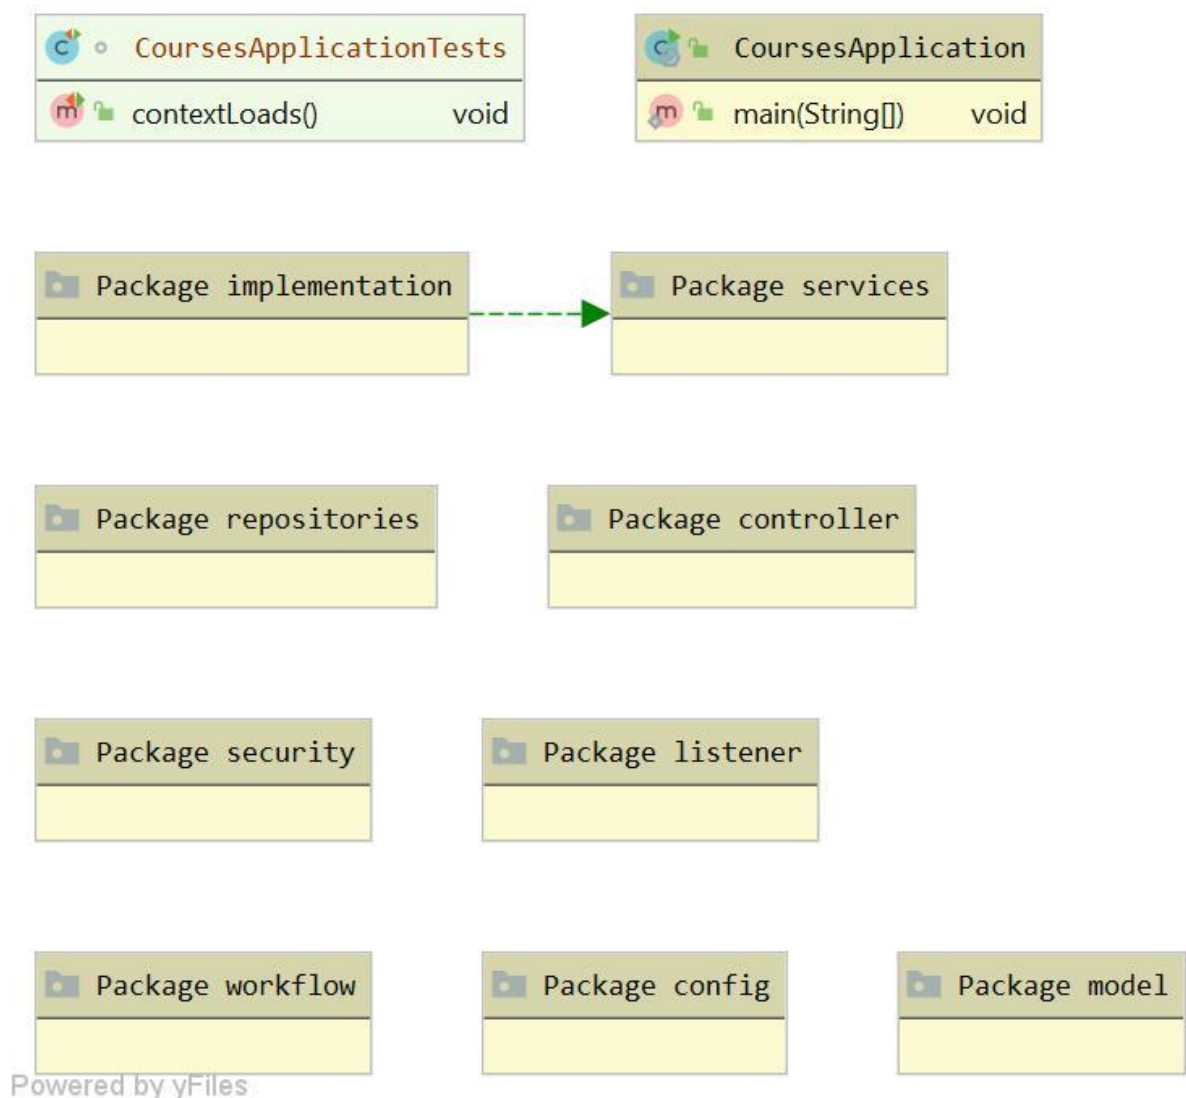 CoursesApplicationTests
contextLoads() void
CoursesApplication
main(String[]) void
Package implementation
Package services
Package repositories
Package controller
Package security
Package listener
Package workflow
Package config
Package model
Powered by yFiles